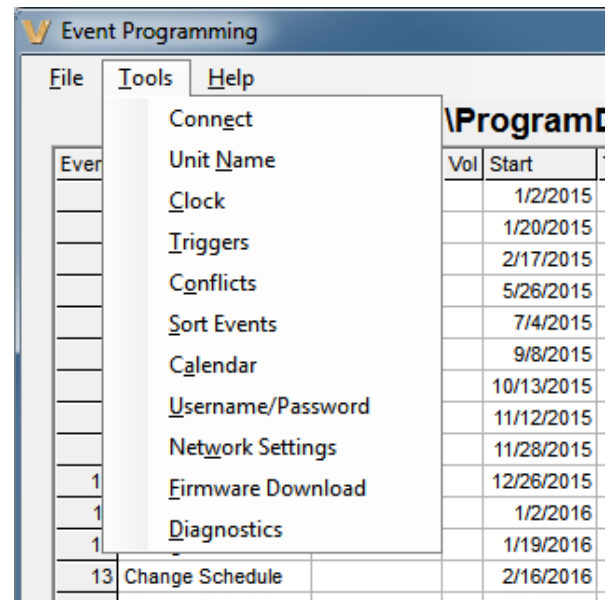 Event Programming
File Tools Help
\ProgramD
Connect
Unit Name
Clock
Triggers
Conflicts
Sort Events
Calendar
Username/Password
Network Settings
Firmware Download
Diagnostics
Even Vol Start
1/2/2015
1/20/2015
2/17/2015
5/26/2015
7/4/2015
9/8/2015
10/13/2015
11/12/2015
11/28/2015
1 12/26/2015
1 1/2/2016
1 1/19/2016
13 Change Schedule 2/16/2016